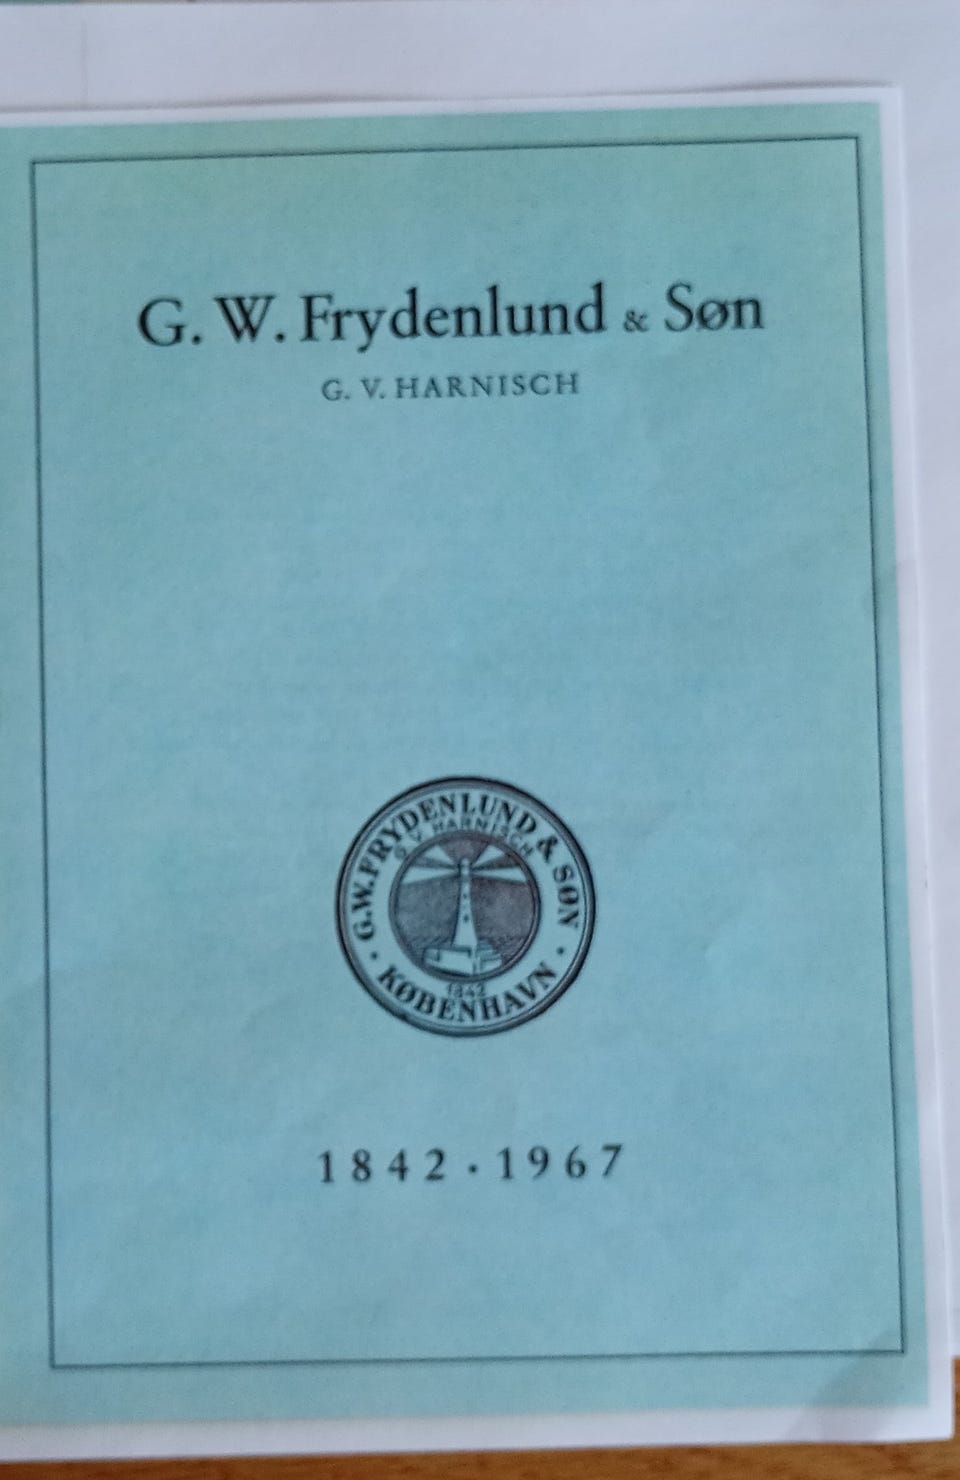 G. W. Frydenlund & Søn
G. V. HARNISCH
G.W. FRYDENLUND & SØN
G. V. HARNISCH
1842
· KØBENHAVN ·
1842 · 1967